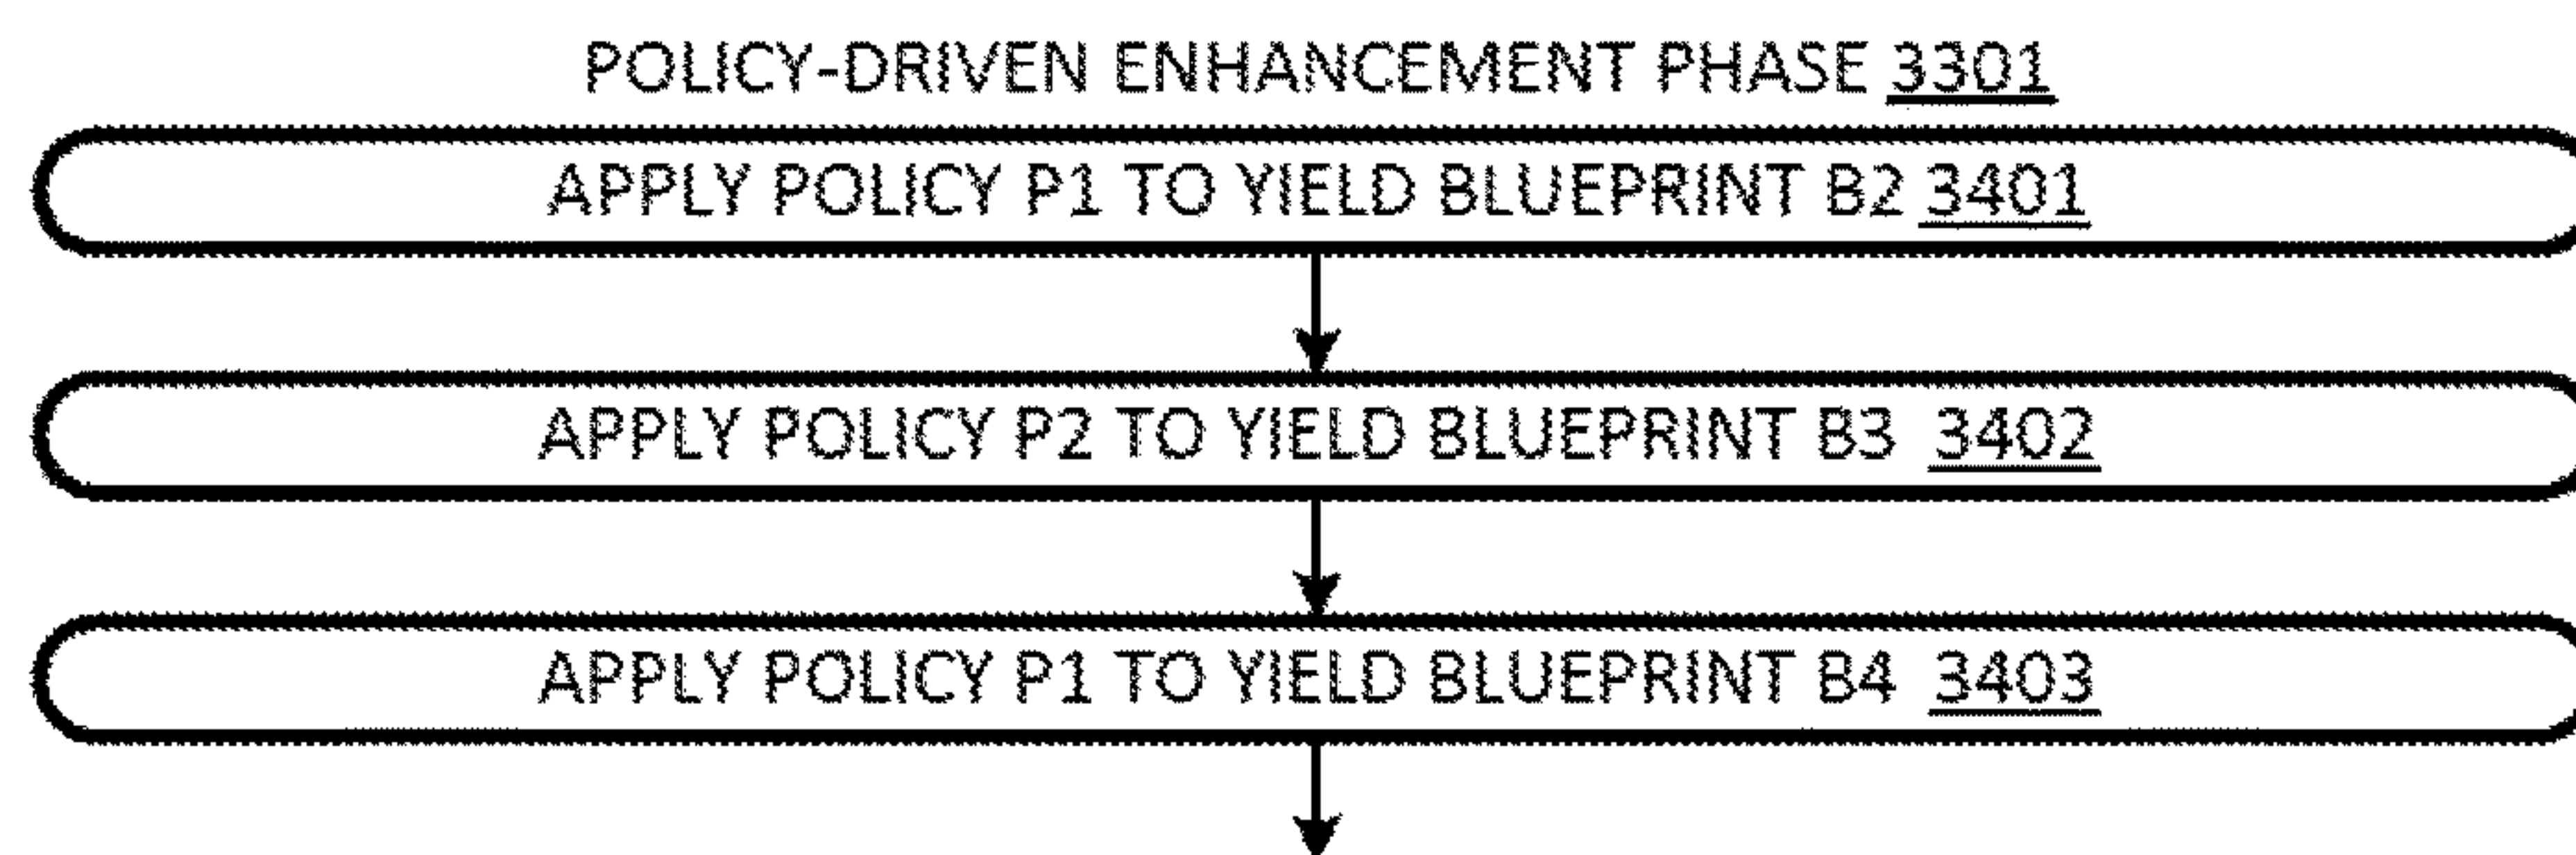 POLICY-DRIVEN ENHANCEMENT PHASE 3301
APPLY POLICY P1 TO YIELD BLUEPRINT B2 3401
APPLY POLICY P2 TO YIELD BLUEPRINT B3 3402
APPLY POLICY P1 TO YIELD BLUEPRINT B4 3403